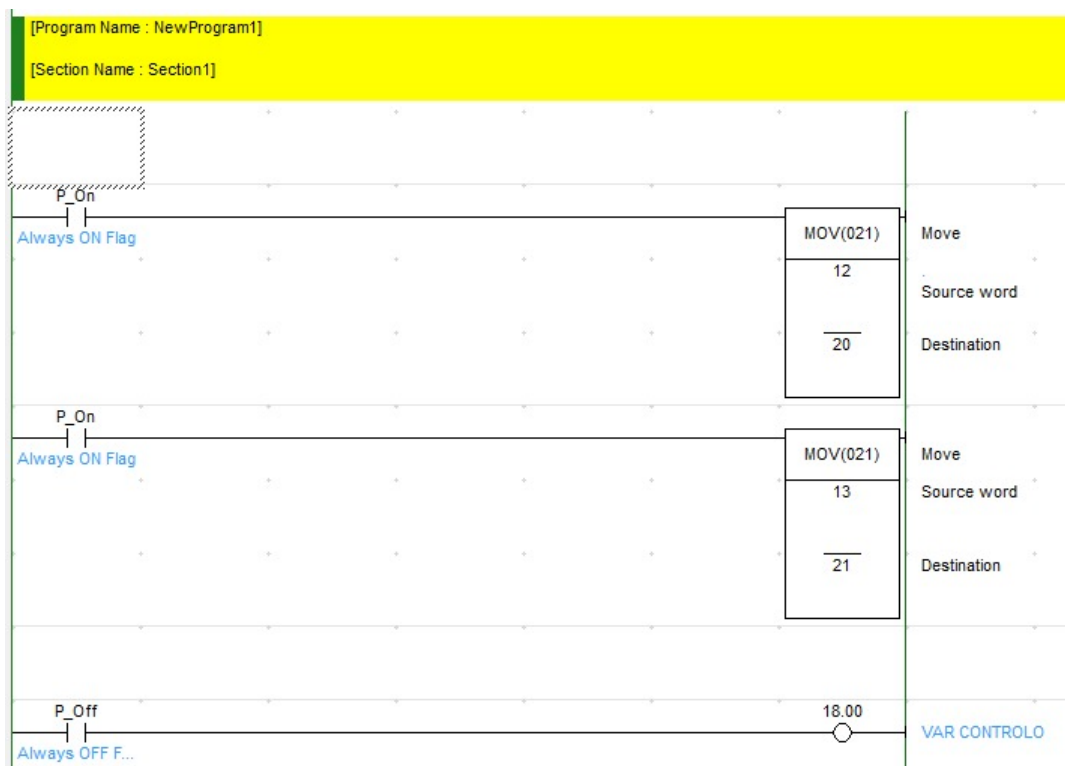 [Program Name : NewProgram1]
[Section Name : Section1]
P_On
Always ON Flag
MOV(021)
Move
12
Source word
20
Destination
P_On
Always ON Flag
MOV(021)
Move
13
Source word
21
Destination
P_Off
Always OFF F...
18.00
VAR CONTROLO